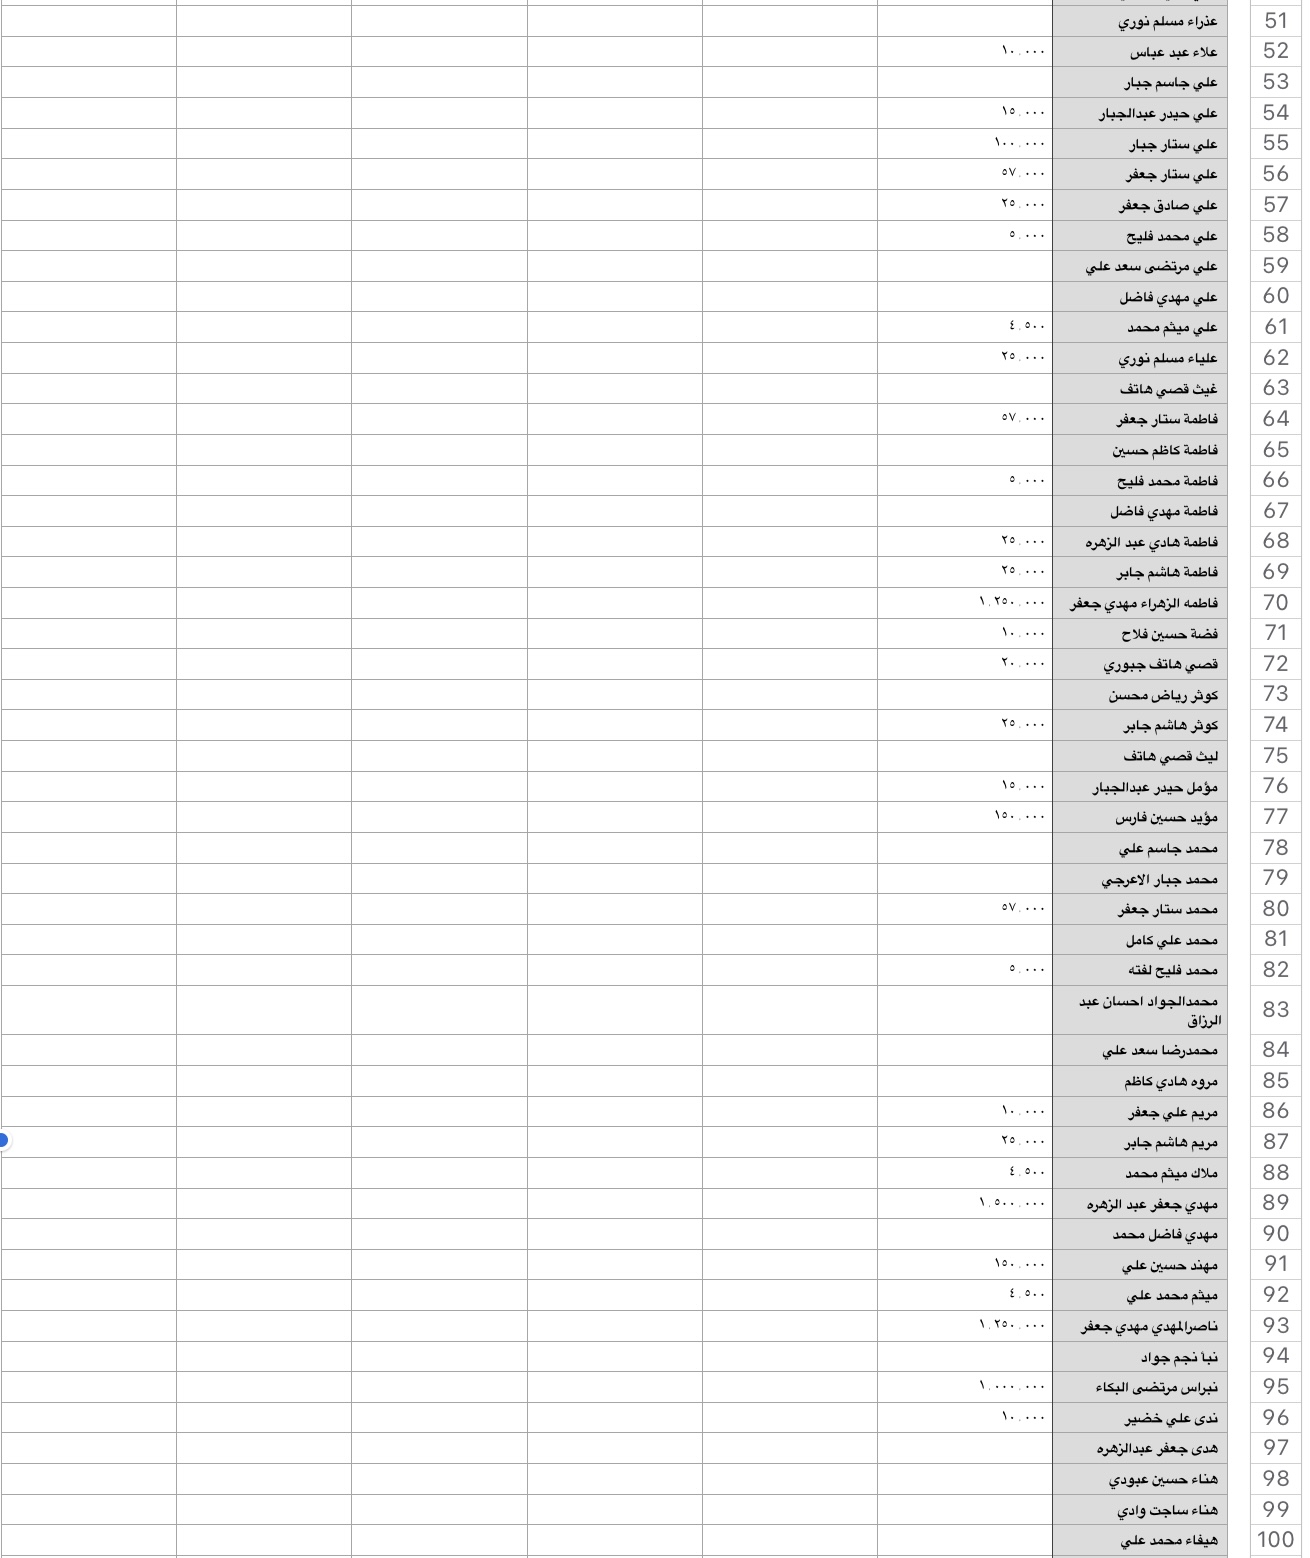 51 عذراء مسلم نوري
52 علاء عبد عباس ١٠.٠٠٠
53 علي جاسم جبار
54 علي حيدر عبدالجبار ١٥.٠٠٠
55 علي ستار جبار ١٠٠.٠٠٠
56 علي ستار جعفر ٥٧.٠٠٠
57 علي صادق جعفر ٢٥.٠٠٠
58 علي محمد فليح ٥.٠٠٠
59 علي مرتضى سعد علي
60 علي مهدي فاضل
61 علي ميثم محمد ٤.٥٠٠
62 علياء مسلم نوري ٢٥.٠٠٠
63 غيث قصي هاتف
64 فاطمة ستار جعفر ٥٧.٠٠٠
65 فاطمة كاظم حسين
66 فاطمة محمد فليح ٥.٠٠٠
67 فاطمة مهدي فاضل
68 فاطمة هادي عبد الزهره ٢٥.٠٠٠
69 فاطمة هاشم جابر ٢٥.٠٠٠
70 فاطمه الزهراء مهدي جعفر ١.٢٥٠.٠٠٠
71 فضة حسين فلاح ١٠.٠٠٠
72 قصي هاتف جبوري ٢٠.٠٠٠
73 كوثر رياض محسن
74 كوثر هاشم جابر ٢٥.٠٠٠
75 ليث قصي هاتف
76 مؤمل حيدر عبدالجبار ١٥.٠٠٠
77 مؤيد حسين فارس ١٥٠.٠٠٠
78 محمد جاسم علي
79 محمد جبار الاعرجي
80 محمد ستار جعفر ٥٧.٠٠٠
81 محمد علي كامل
82 محمد فليح لفته ٥.٠٠٠
83 محمدالجواد احسان عبد
الرزاق
84 محمدرضا سعد علي
85 مروه هادي كاظم
86 مريم علي جعفر ١٠.٠٠٠
87 مريم هاشم جابر ٢٥.٠٠٠
88 ملاك ميثم محمد ٤.٥٠٠
89 مهدي جعفر عبد الزهره ١.٥٠٠.٠٠٠
90 مهدي فاضل محمد
91 مهند حسين علي ١٥٠.٠٠٠
92 ميثم محمد علي ٤.٥٠٠
93 ناصرالمهدي مهدي جعفر ١.٢٥٠.٠٠٠
94 نبأ نجم جواد
95 نبراس مرتضى البكاء ١.٠٠٠.٠٠٠
96 ندى علي خضير ١٠.٠٠٠
97 هدى جعفر عبدالزهره
98 هناء حسين عبودي
99 هناء ساجت وادي
100 هيفاء محمد علي